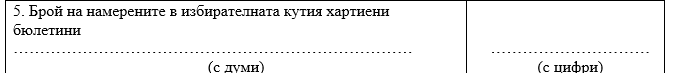 5. Брой на намерените в избирателната кутия хартиени
бюлетини
……………………………………………………………………… ………………………………
(с думи) (с цифри)